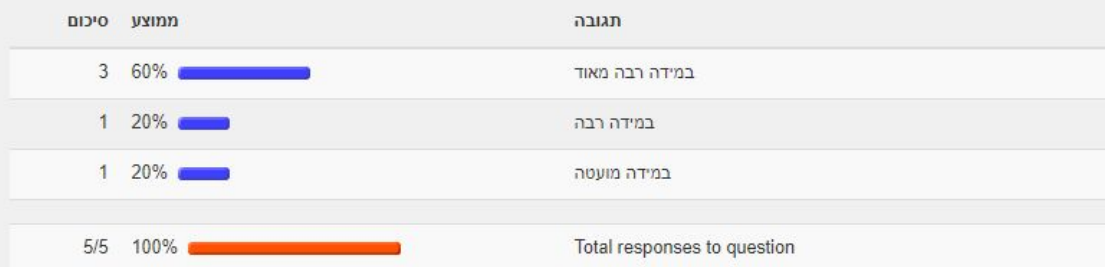 תגובה ממוצע סיכום
במידה רבה מאוד 60% 3
במידה רבה 20% 1
במידה מועטה 20% 1
Total responses to question 100% 5/5